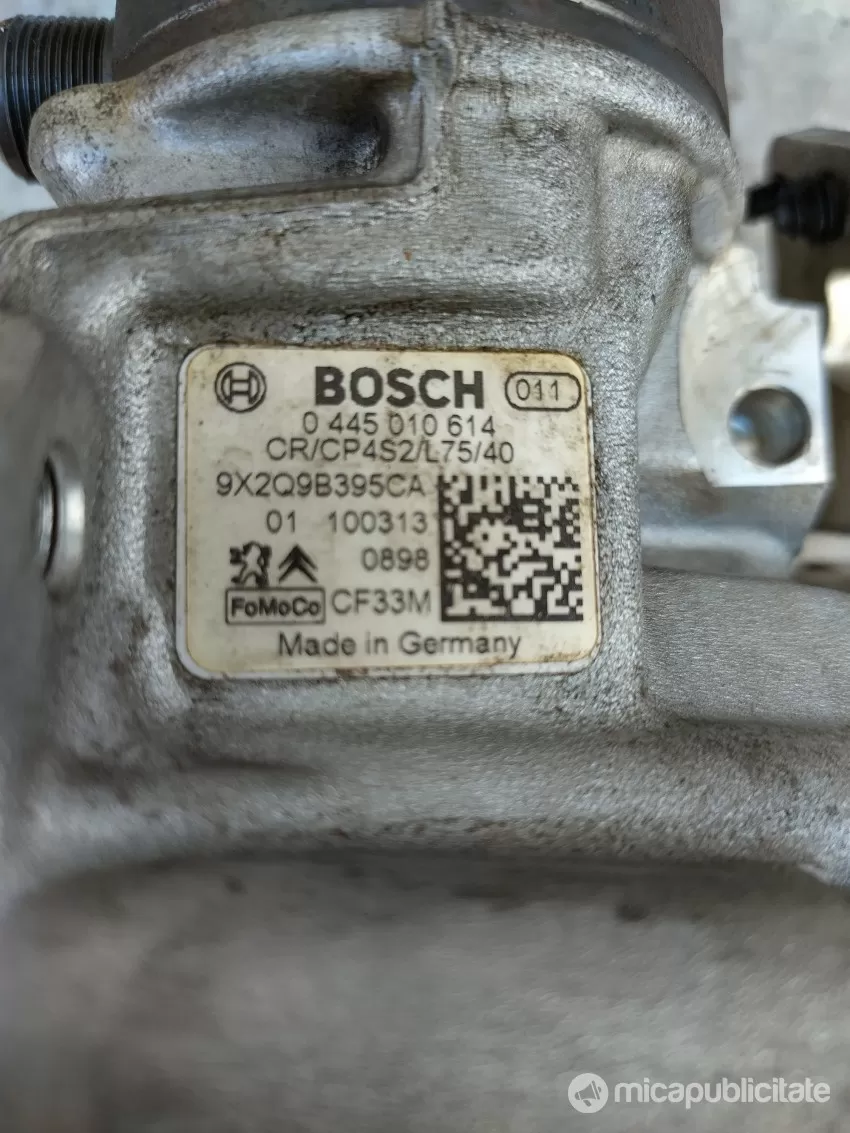 BOSCH 011
0 445 010 614
CR/CP4S2/L75/40
9X2Q9B395CA
01 100313
0898
FoMoCo CF33M
Made in Germany
micapublicitate